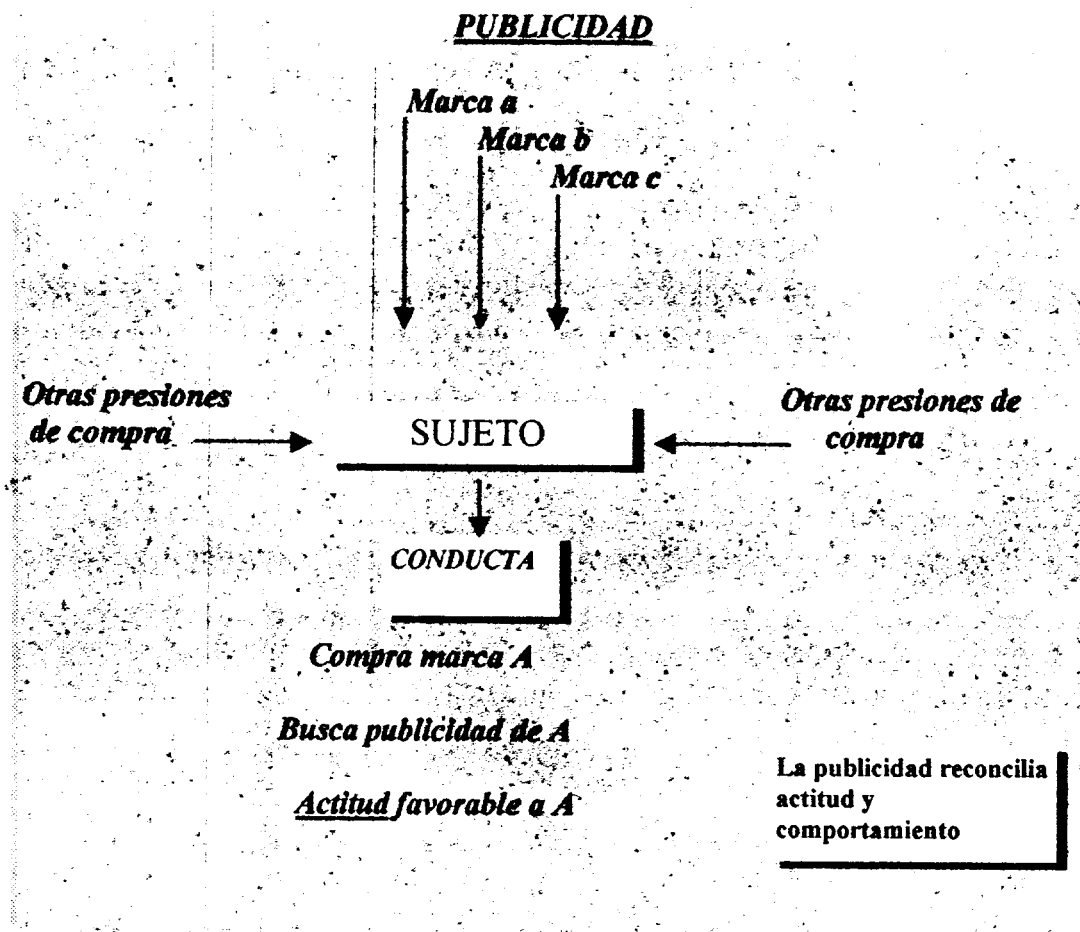 PUBLICIDAD
Marca a
Marca b
Marca c
Otras presiones
de compra
SUJETO
Otras presiones de
compra
CONDUCTA
Compra marca A
Busca publicidad de A
Actitud favorable a A
La publicidad reconcilia
actitud y
comportamiento